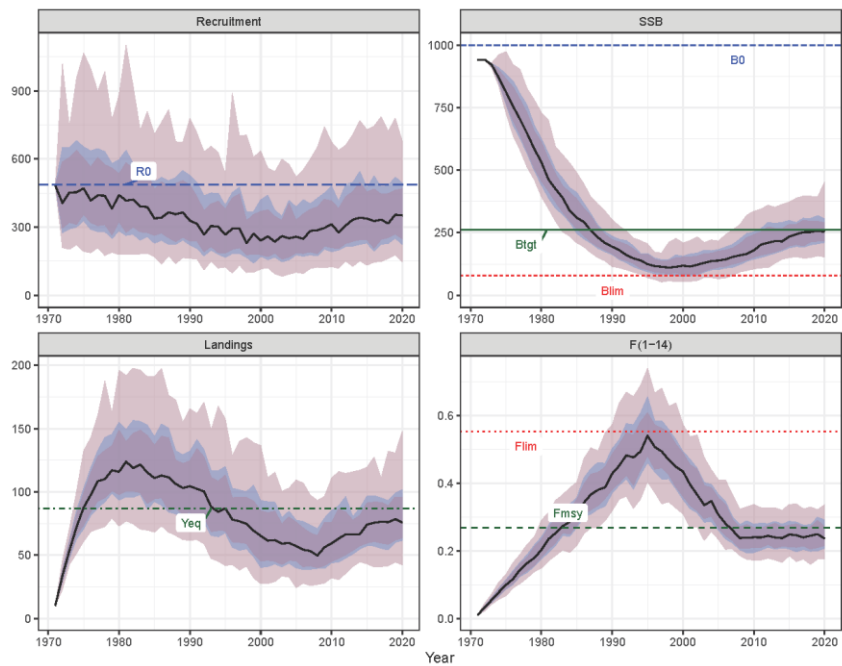 Recruitment
SSB
900
600
300
0
R0
1970 1980 1990 2000 2010 2020
1000
750
500
250
0
B0
Btgt
Blim
1970 1980 1990 2000 2010 2020
Landings
F(1−14)
200
150
100
50
0
Yeq
1970 1980 1990 2000 2010 2020
0.6
0.4
0.2
0.0
Flim
Fmsy
1970 1980 1990 2000 2010 2020
Year